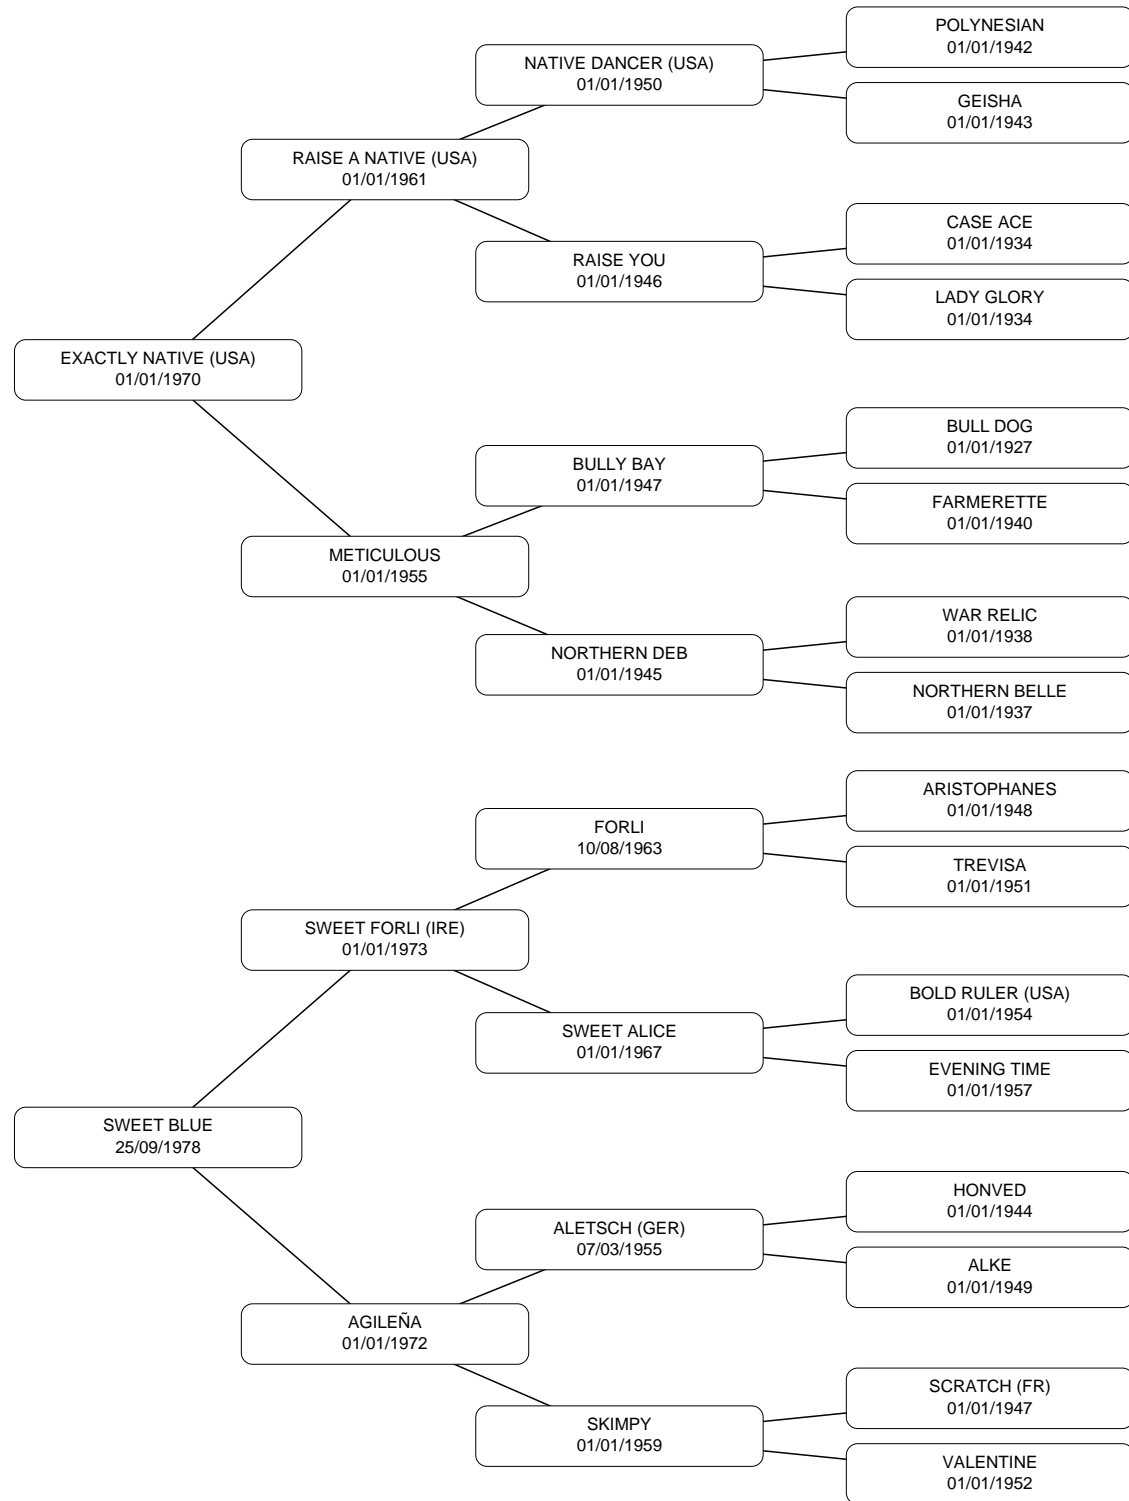 POLYNESIAN
01/01/1942
NATIVE DANCER (USA)
01/01/1950
GEISHA
01/01/1943
RAISE A NATIVE (USA)
01/01/1961
CASE ACE
01/01/1934
RAISE YOU
01/01/1946
LADY GLORY
01/01/1934
EXACTLY NATIVE (USA)
01/01/1970
BULL DOG
01/01/1927
BULLY BAY
01/01/1947
FARMERETTE
01/01/1940
METICULOUS
01/01/1955
WAR RELIC
01/01/1938
NORTHERN DEB
01/01/1945
NORTHERN BELLE
01/01/1937
ARISTOPHANES
01/01/1948
FORLI
10/08/1963
TREVISA
01/01/1951
SWEET FORLI (IRE)
01/01/1973
BOLD RULER (USA)
01/01/1954
SWEET ALICE
01/01/1967
EVENING TIME
01/01/1957
SWEET BLUE
25/09/1978
HONVED
01/01/1944
ALETSCH (GER)
07/03/1955
ALKE
01/01/1949
AGILEÑA
01/01/1972
SCRATCH (FR)
01/01/1947
SKIMPY
01/01/1959
VALENTINE
01/01/1952